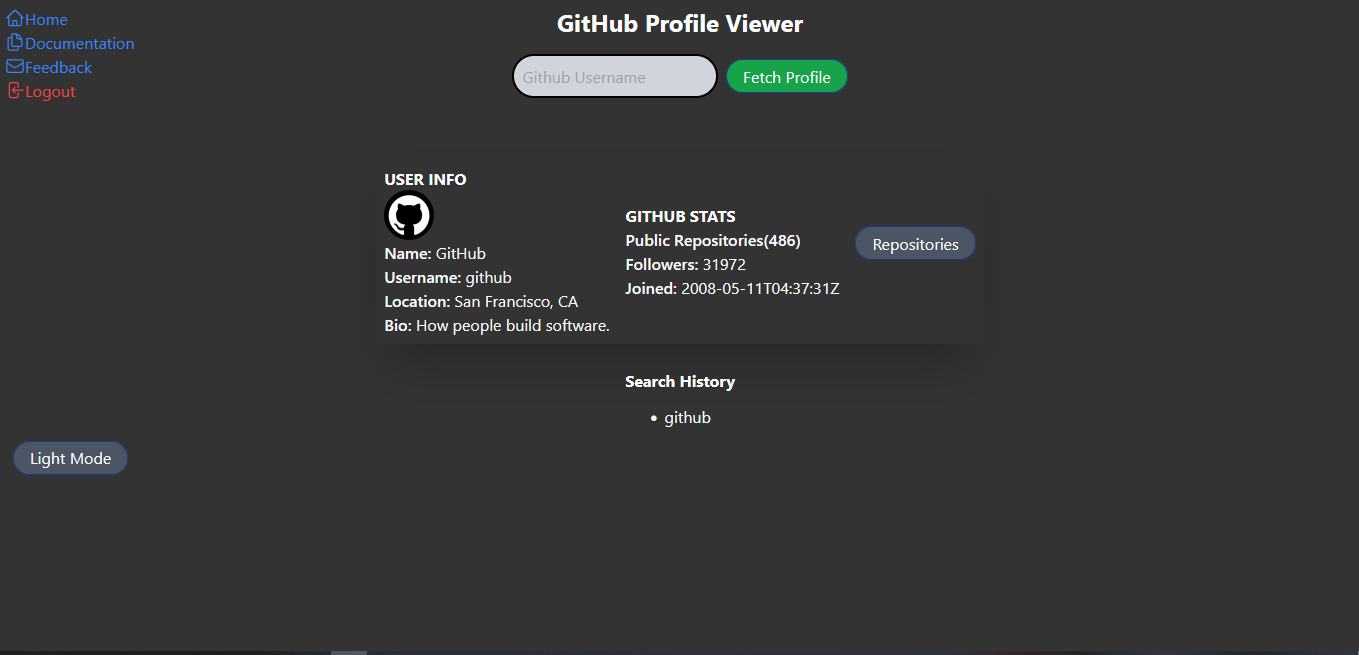 Home
Documentation
Feedback
Logout
GitHub Profile Viewer
Github Username
Fetch Profile
USER INFO
Name: GitHub
Username: github
Location: San Francisco, CA
Bio: How people build software.
GITHUB STATS
Public Repositories(486)
Followers: 31972
Joined: 2008-05-11T04:37:31Z
Repositories
Search History
• github
Light Mode